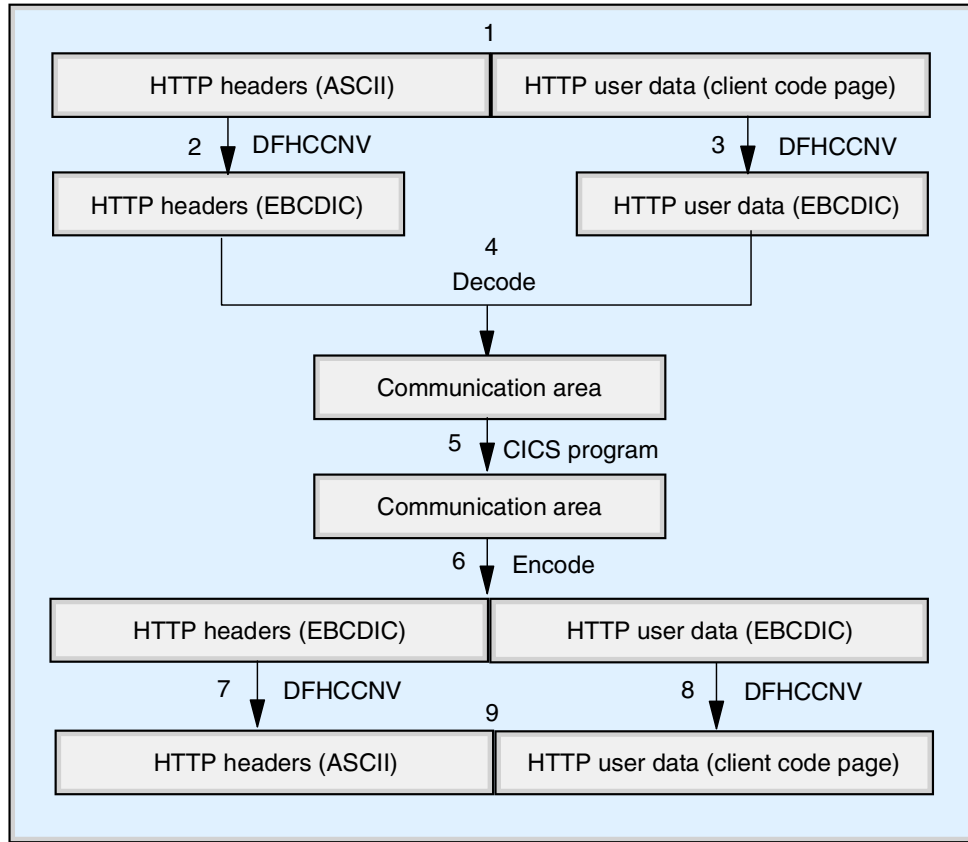 1
HTTP headers (ASCII)
HTTP user data (client code page)
2
DFHCCNV
3
DFHCCNV
HTTP headers (EBCDIC)
HTTP user data (EBCDIC)
4
Decode
Communication area
5
CICS program
Communication area
6
Encode
HTTP headers (EBCDIC)
HTTP user data (EBCDIC)
7
DFHCCNV
8
DFHCCNV
9
HTTP headers (ASCII)
HTTP user data (client code page)